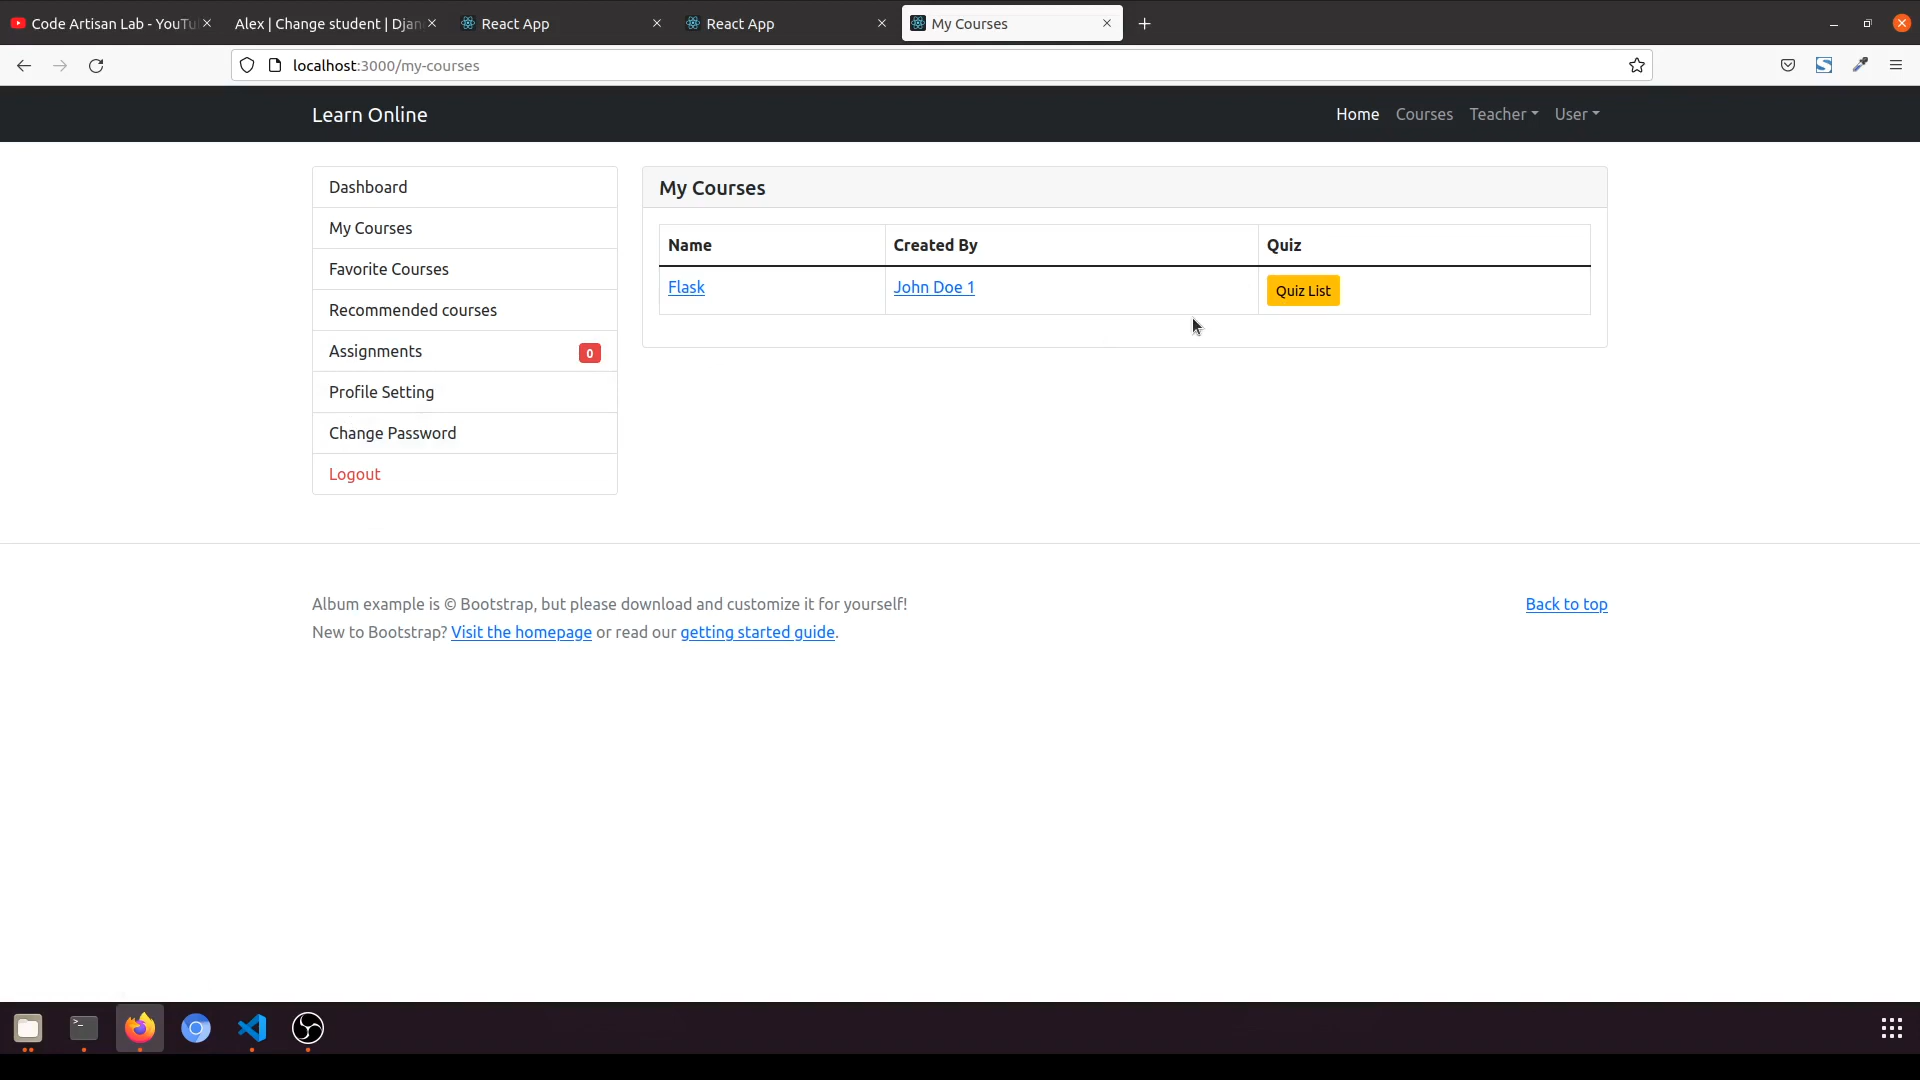 Code Artisan Lab - YouTu
Alex | Change student | Djan
React App
React App
My Courses
localhost:3000/my-courses
Learn Online
Home
Courses
Teacher
User
Dashboard
My Courses
Favorite Courses
Recommended courses
Assignments
0
Profile Setting
Change Password
Logout
My Courses
Name
Created By
Quiz
Flask
John Doe 1
Quiz List
Album example is © Bootstrap, but please download and customize it for yourself!
Back to top
New to Bootstrap? Visit the homepage or read our getting started guide.